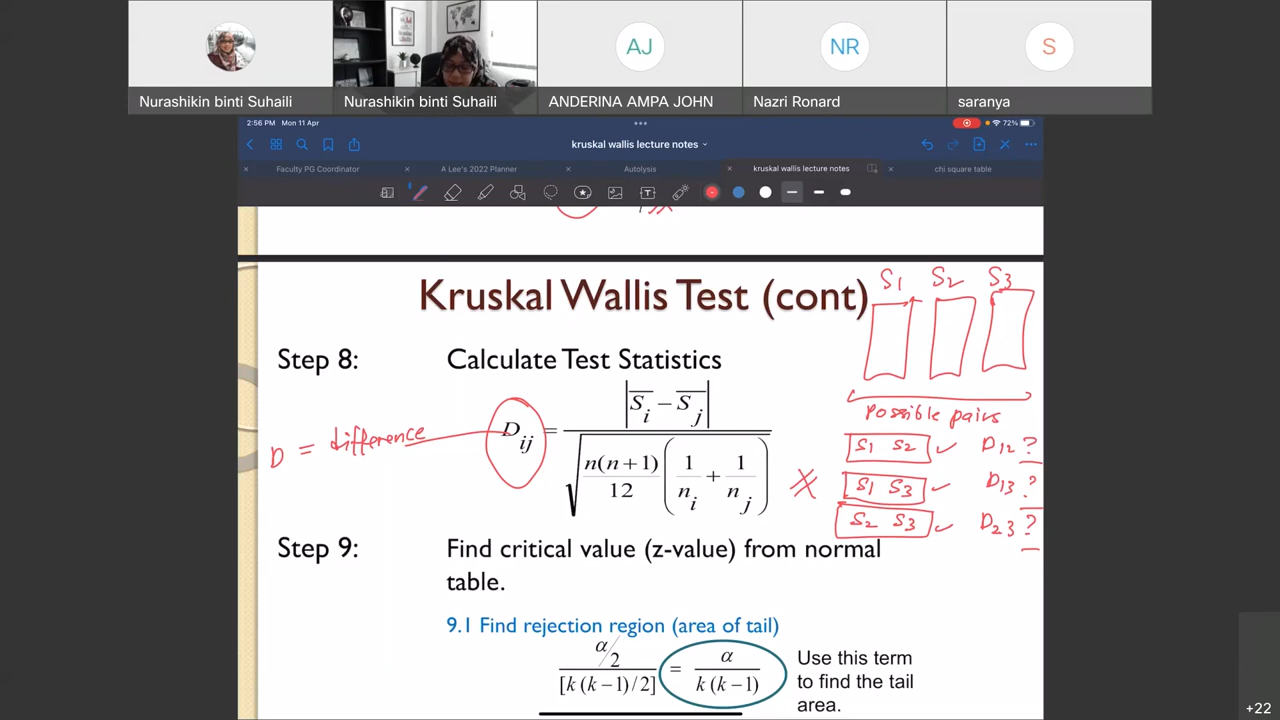 AJ
NR
S
Nurashikin binti Suhaili
Nurashikin binti Suhaili
ANDERINA AMPA JOHN
Nazri Ronard
saranya
2:56 PM Mon 11 Apr
72%
kruskal wallis lecture notes
Faculty PG Coordinator
A Lee's 2022 Planner
Autolysis
kruskal wallis lecture notes
chi square table
Kruskal Wallis Test (cont)
S1 S2 S3
Step 8: Calculate Test Statistics
D = difference
D ij = |S̅i − S̅j| / √( n(n+1)/12 (1/n i + 1/n j) )
Possible pairs
S1 S2 ✓ D12 ?
S1 S3 ✓ D13 ?
S2 S3 ✓ D23 ?
Step 9: Find critical value (z-value) from normal
table.
9.1 Find rejection region (area of tail)
α/2 / [k (k−1)/2] = α / k (k−1)
Use this term
to find the tail
area.
+22